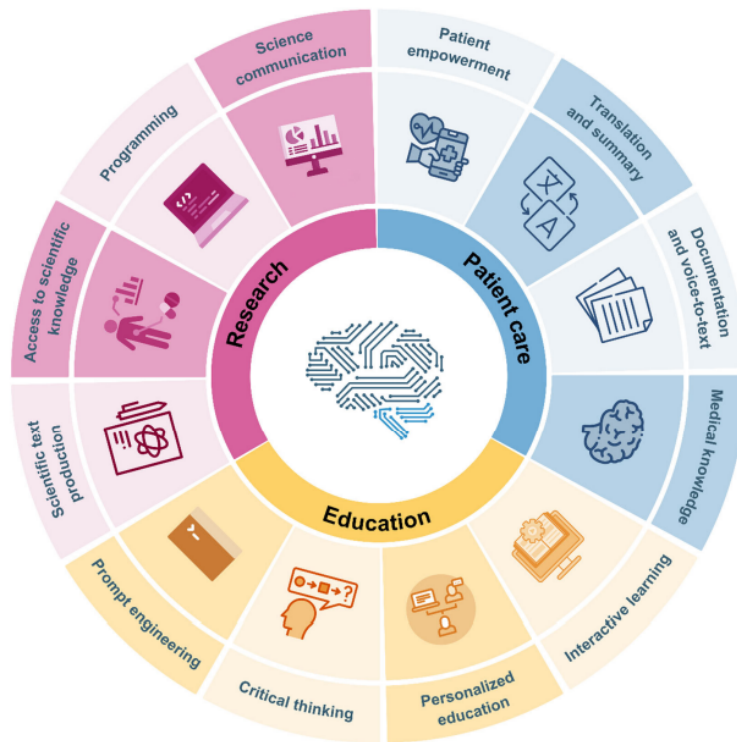 Science
communication
Patient
empowerment
Translation
and summary
Documentation
and voice-to-text
Medical knowledge
Interactive learning
Personalized
education
Critical thinking
Prompt engineering
Scientific text
production
Access to scientific
knowledge
Programming
Research
Patient care
Education